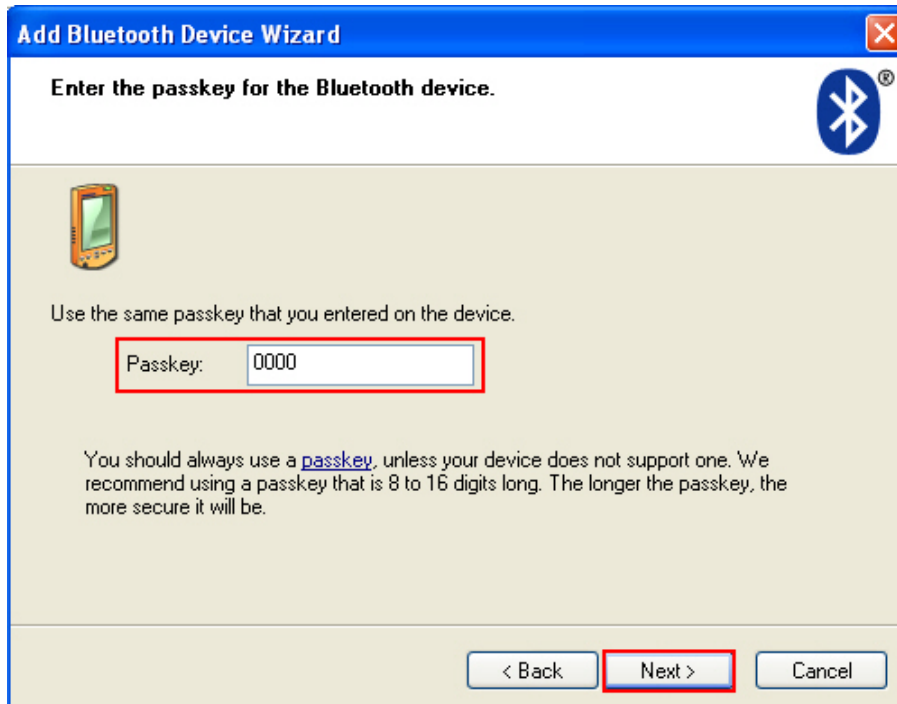 Add Bluetooth Device Wizard
Enter the passkey for the Bluetooth device.
®
Use the same passkey that you entered on the device.
Passkey: 0000
You should always use a passkey, unless your device does not support one. We
recommend using a passkey that is 8 to 16 digits long. The longer the passkey, the
more secure it will be.
< Back Next > Cancel